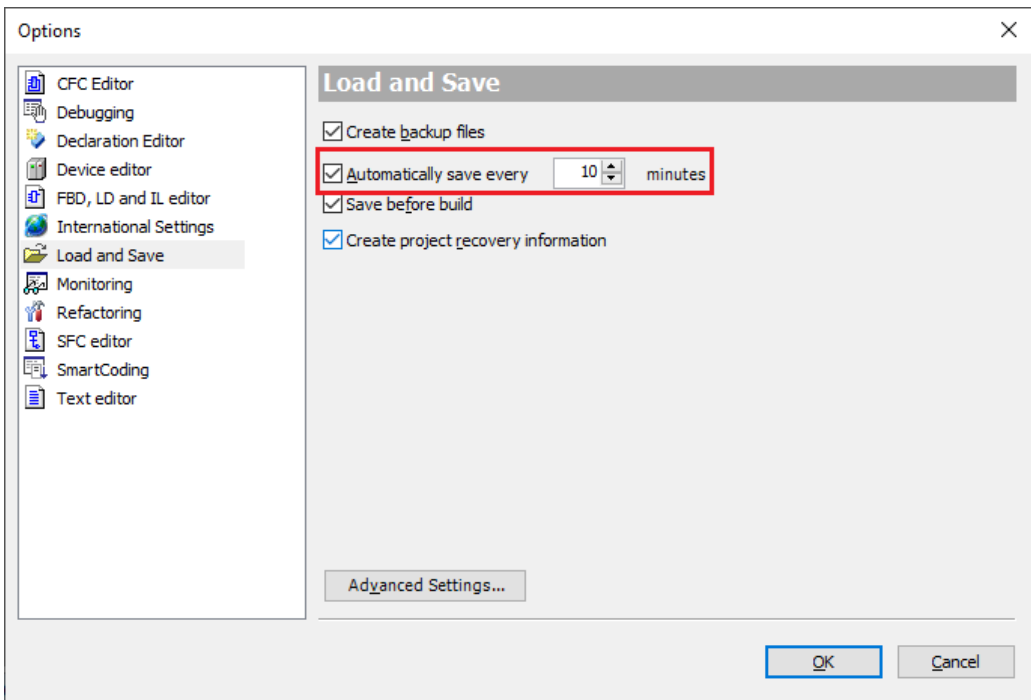 Options
CFC Editor
Debugging
Declaration Editor
Device editor
FBD, LD and IL editor
International Settings
Load and Save
Monitoring
Refactoring
SFC editor
SmartCoding
Text editor
Load and Save
Create backup files
Automatically save every 10 minutes
Save before build
Create project recovery information
Advanced Settings...
OK Cancel